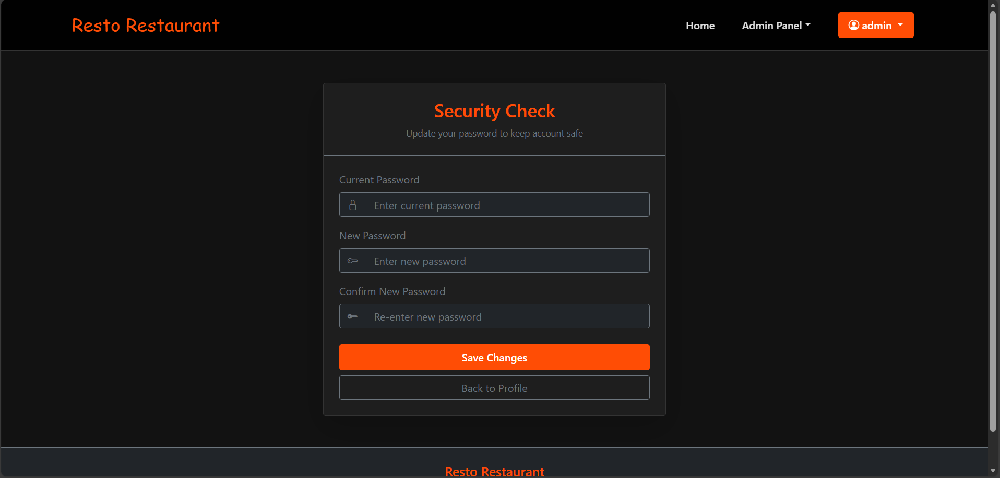 Resto Restaurant
Home
Admin Panel
admin
Security Check
Update your password to keep account safe
Current Password
Enter current password
New Password
Enter new password
Confirm New Password
Re-enter new password
Save Changes
Back to Profile
Resto Restaurant